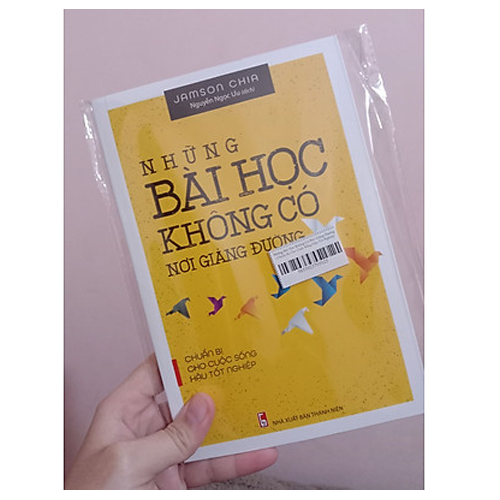 JAMSON CHIA
Nguyễn Ngọc Ưu dịch
NHỮNG
BÀI HỌC
KHÔNG CÓ
NƠI GIẢNG ĐƯỜNG
CHUẨN BỊ
CHO CUỘC SỐNG
HẬU TỐT NGHIỆP
NHÀ XUẤT BẢN THANH NIÊN